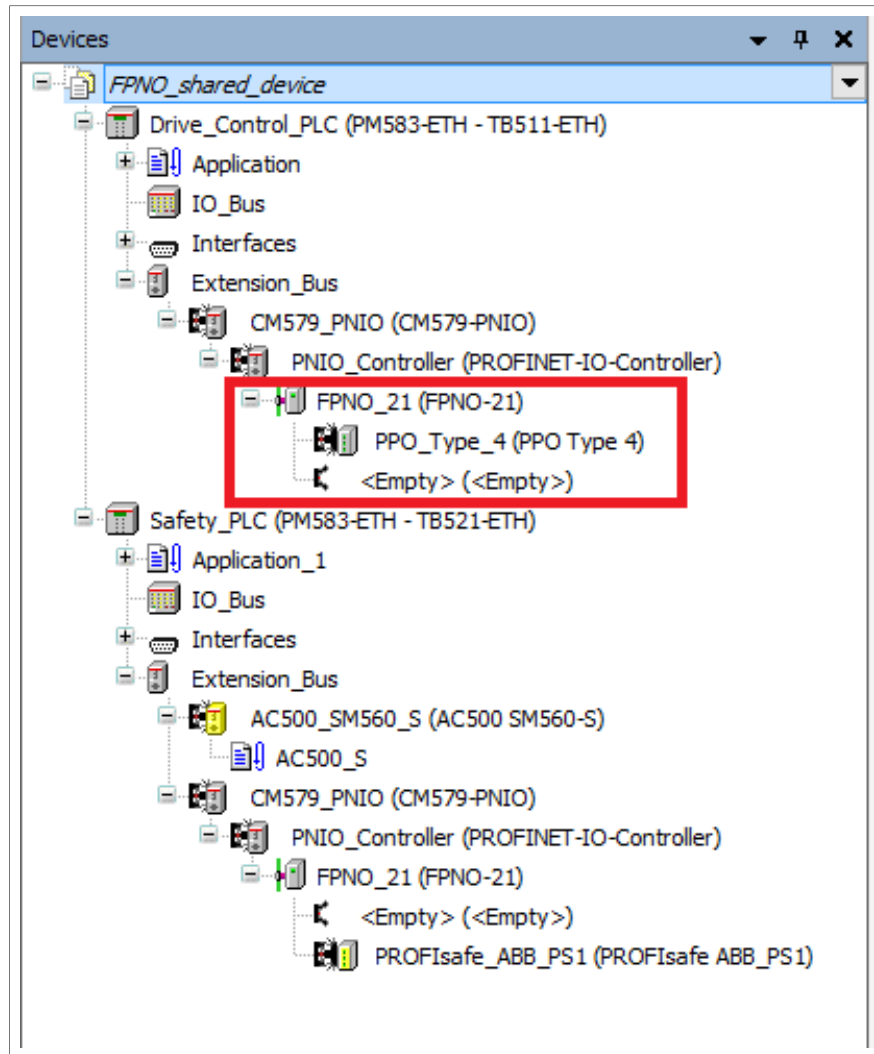 Devices
FPNO_shared_device
Drive_Control_PLC (PM583-ETH - TB511-ETH)
Application
IO_Bus
Interfaces
Extension_Bus
CM579_PNIO (CM579-PNIO)
PNIO_Controller (PROFINET-IO-Controller)
FPNO_21 (FPNO-21)
PPO_Type_4 (PPO Type 4)
<Empty> (<Empty>)
Safety_PLC (PM583-ETH - TB521-ETH)
Application_1
IO_Bus
Interfaces
Extension_Bus
AC500_SM560_S (AC500 SM560-S)
AC500_S
CM579_PNIO (CM579-PNIO)
PNIO_Controller (PROFINET-IO-Controller)
FPNO_21 (FPNO-21)
<Empty> (<Empty>)
PROFIsafe_ABB_PS1 (PROFIsafe ABB_PS1)